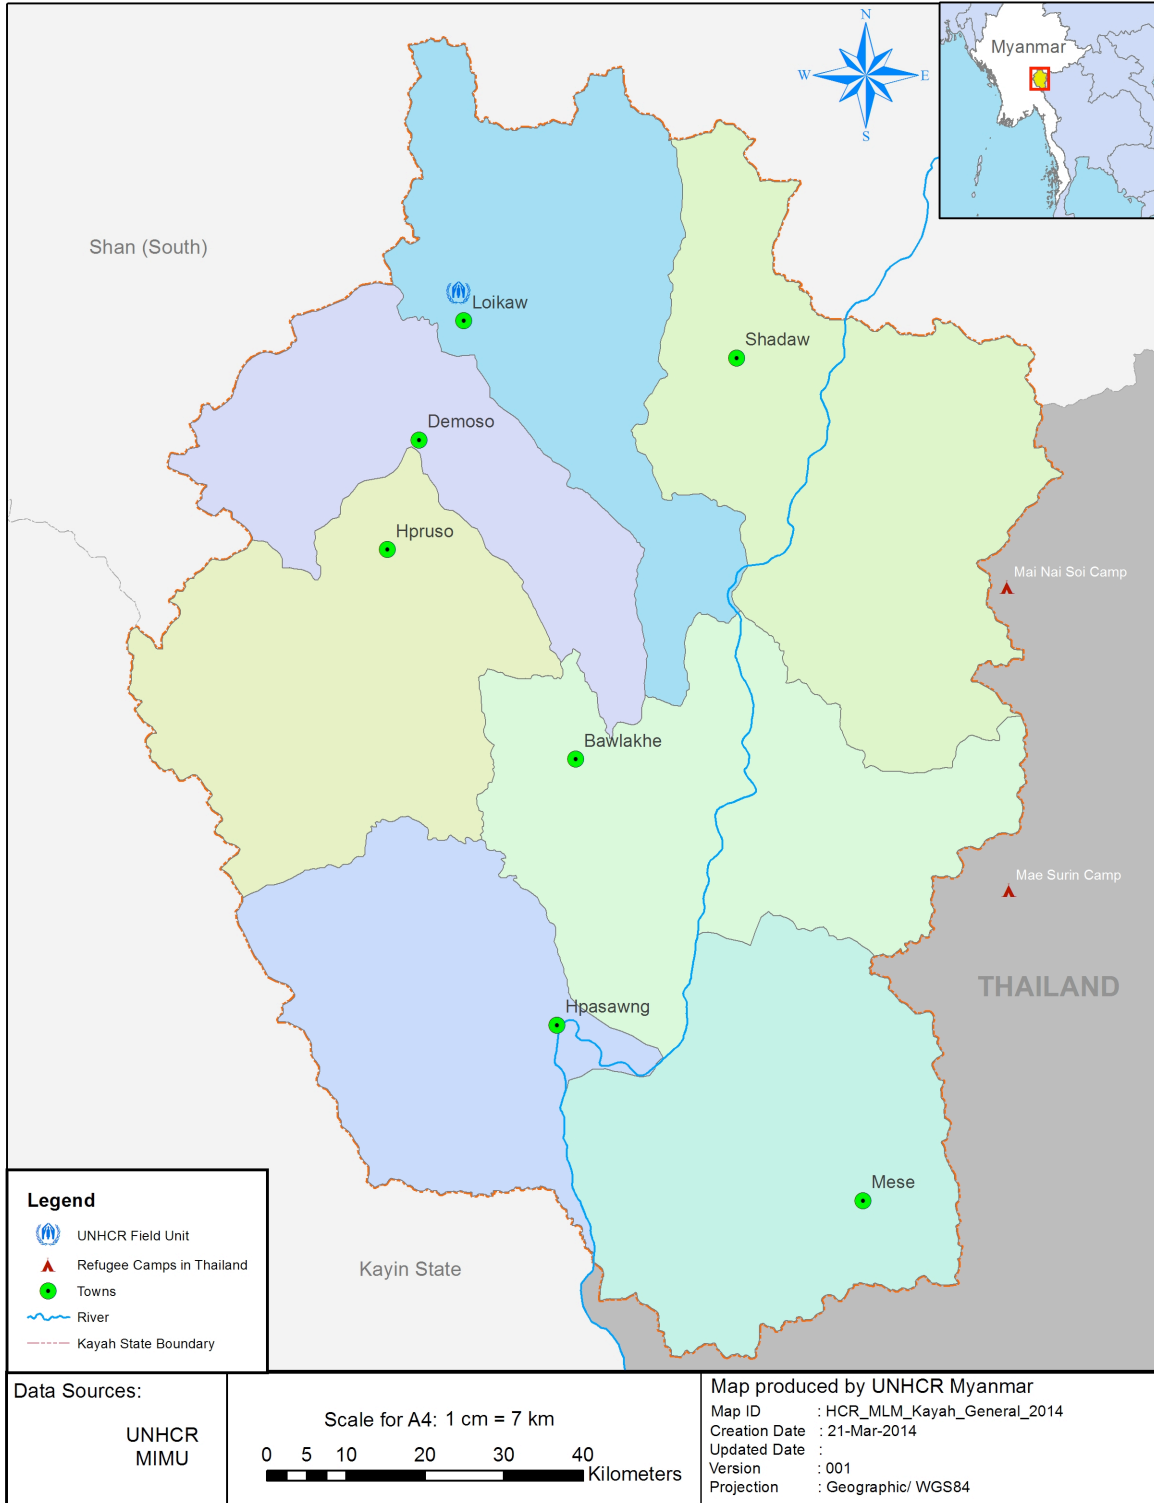 N
W
E
S
Myanmar
Shan (South)
Loikaw
Shadaw
Demoso
Hpruso
Mai Nai Soi Camp
Bawlakhe
Mae Surin Camp
THAILAND
Hpasawng
Mese
Kayin State
Legend
UNHCR Field Unit
Refugee Camps in Thailand
Towns
River
Kayah State Boundary
Data Sources:
UNHCR
MIMU
Scale for A4: 1 cm = 7 km
0 5 10 20 30 40
Kilometers
Map produced by UNHCR Myanmar
Map ID : HCR_MLM_Kayah_General_2014
Creation Date : 21-Mar-2014
Updated Date :
Version : 001
Projection : Geographic/ WGS84